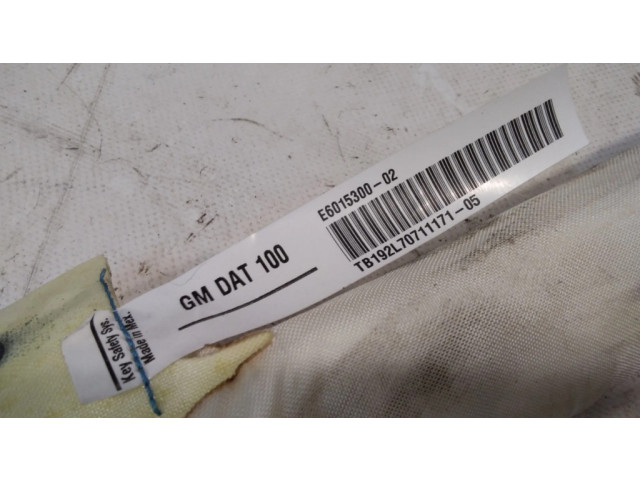 E6015300-02
TB192L70711171-05
GM DAT 100
Key Safety Sys.
Made in Mex.